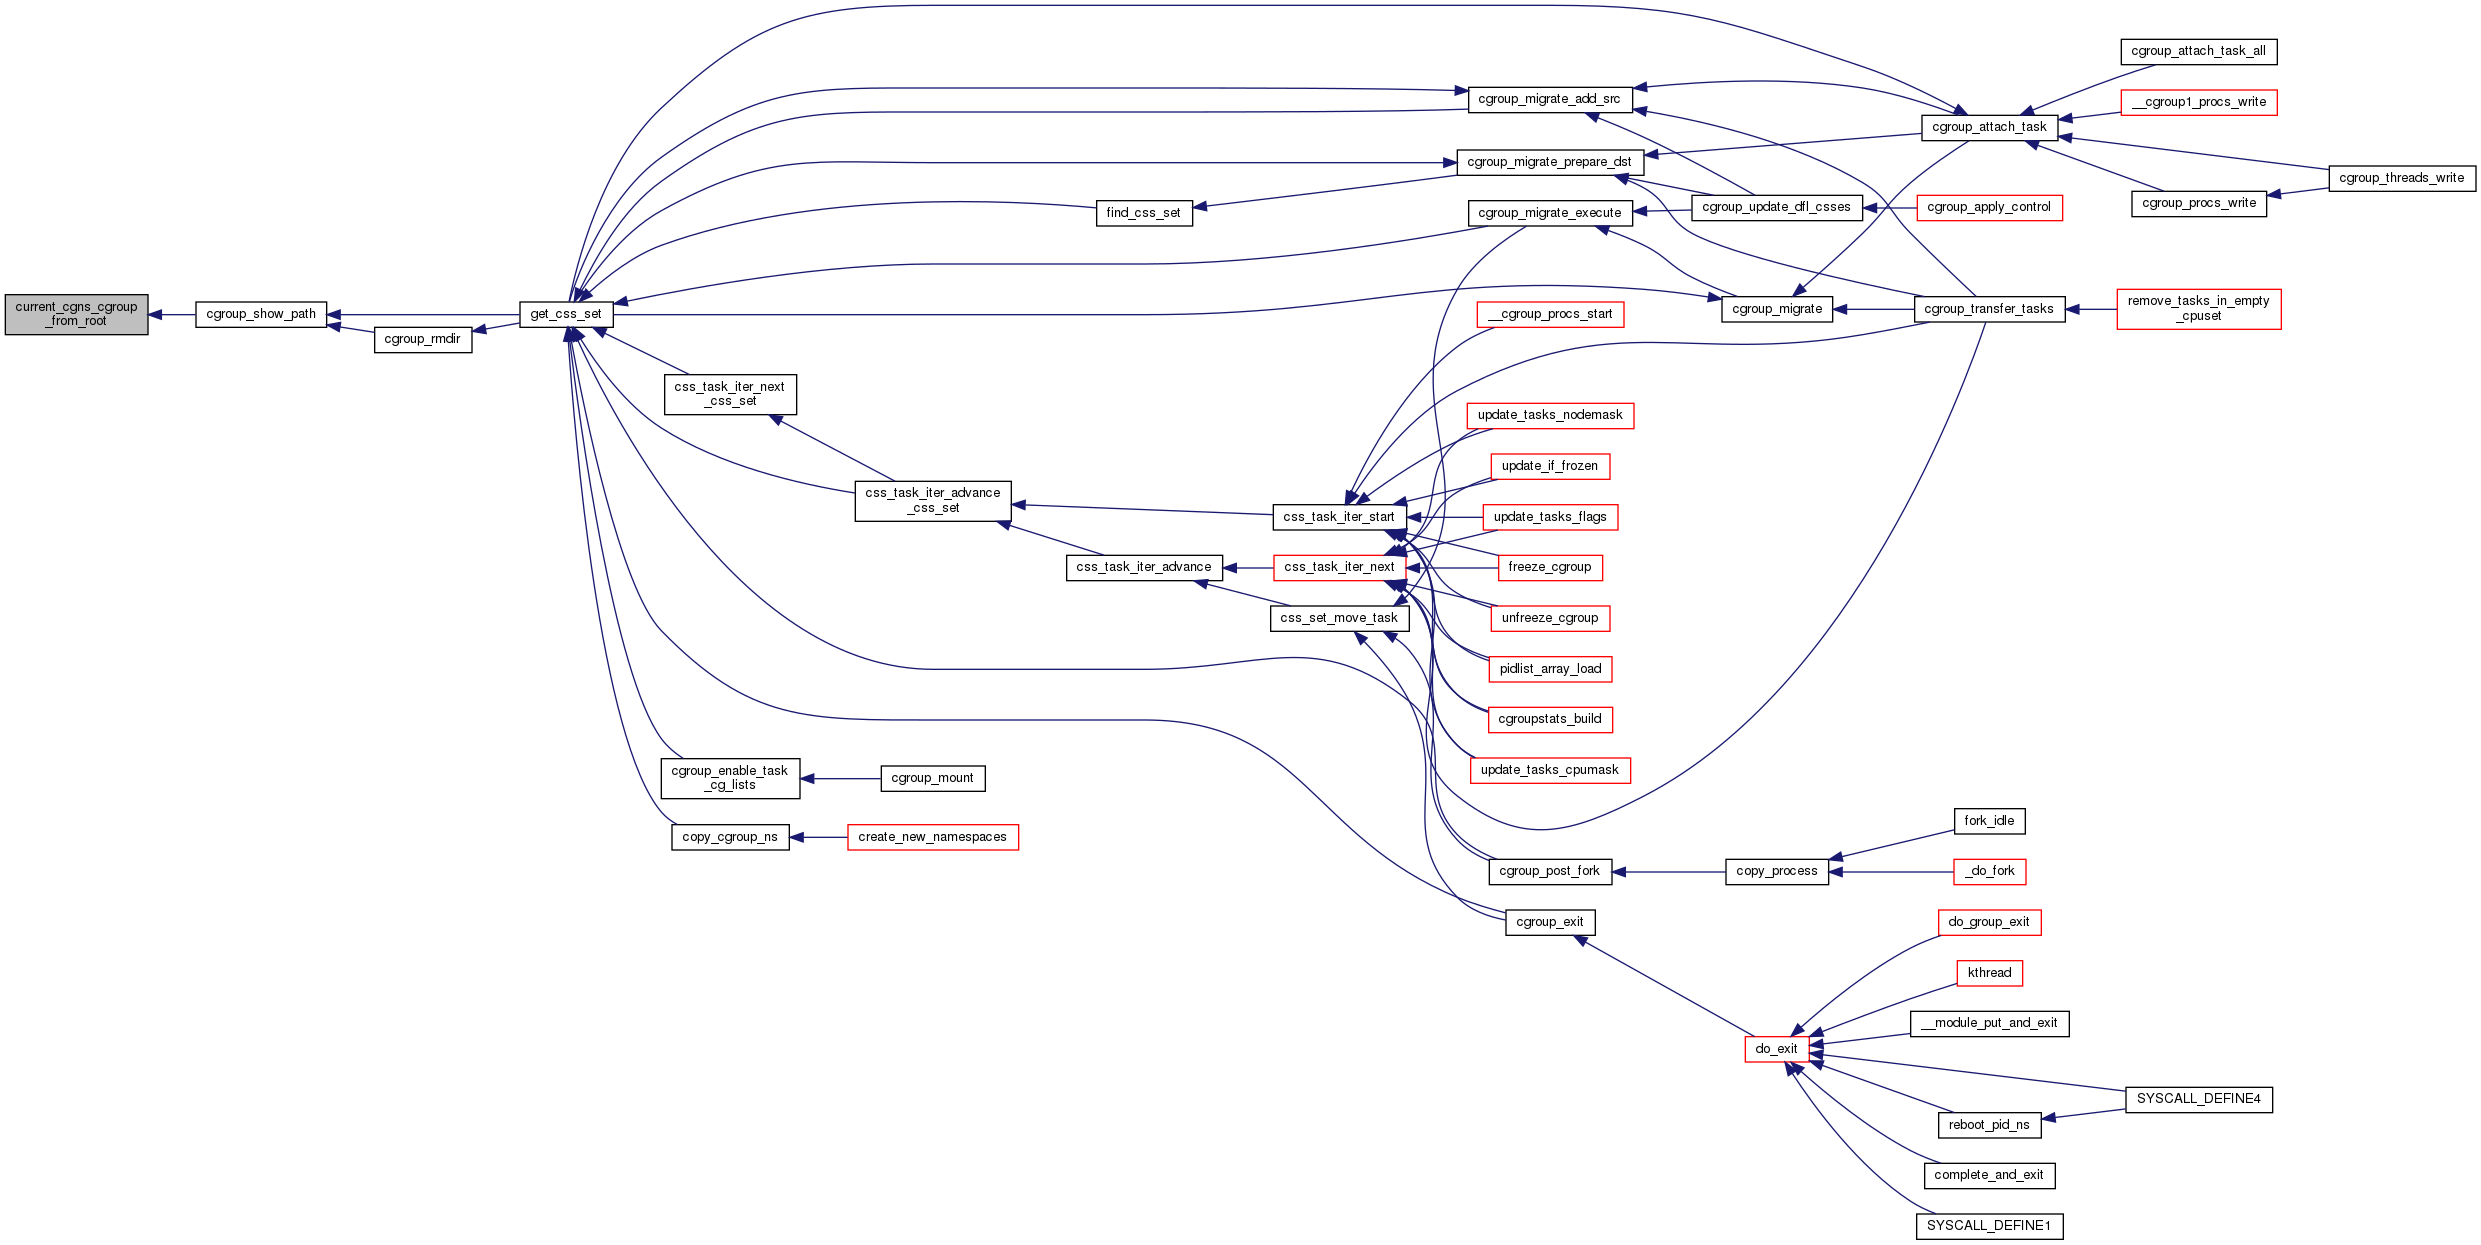 current_cgns_cgroup
_from_root
cgroup_show_path
cgroup_rmdir
get_css_set
css_task_iter_next
_css_set
cgroup_enable_task
_cg_lists
copy_cgroup_ns
css_task_iter_advance
_css_set
cgroup_mount
create_new_namespaces
find_css_set
css_task_iter_advance
css_task_iter_start
css_task_iter_next
css_set_move_task
cgroup_migrate_add_src
cgroup_migrate_prepare_dst
cgroup_migrate_execute
__cgroup_procs_start
update_tasks_nodemask
update_if_frozen
update_tasks_flags
freeze_cgroup
unfreeze_cgroup
pidlist_array_load
cgroupstats_build
update_tasks_cpumask
cgroup_post_fork
cgroup_exit
cgroup_update_dfl_csses
cgroup_migrate
copy_process
do_exit
cgroup_attach_task
cgroup_apply_control
cgroup_transfer_tasks
fork_idle
_do_fork
do_group_exit
kthread
__module_put_and_exit
reboot_pid_ns
complete_and_exit
SYSCALL_DEFINE1
cgroup_attach_task_all
__cgroup1_procs_write
cgroup_procs_write
remove_tasks_in_empty
_cpuset
SYSCALL_DEFINE4
cgroup_threads_write